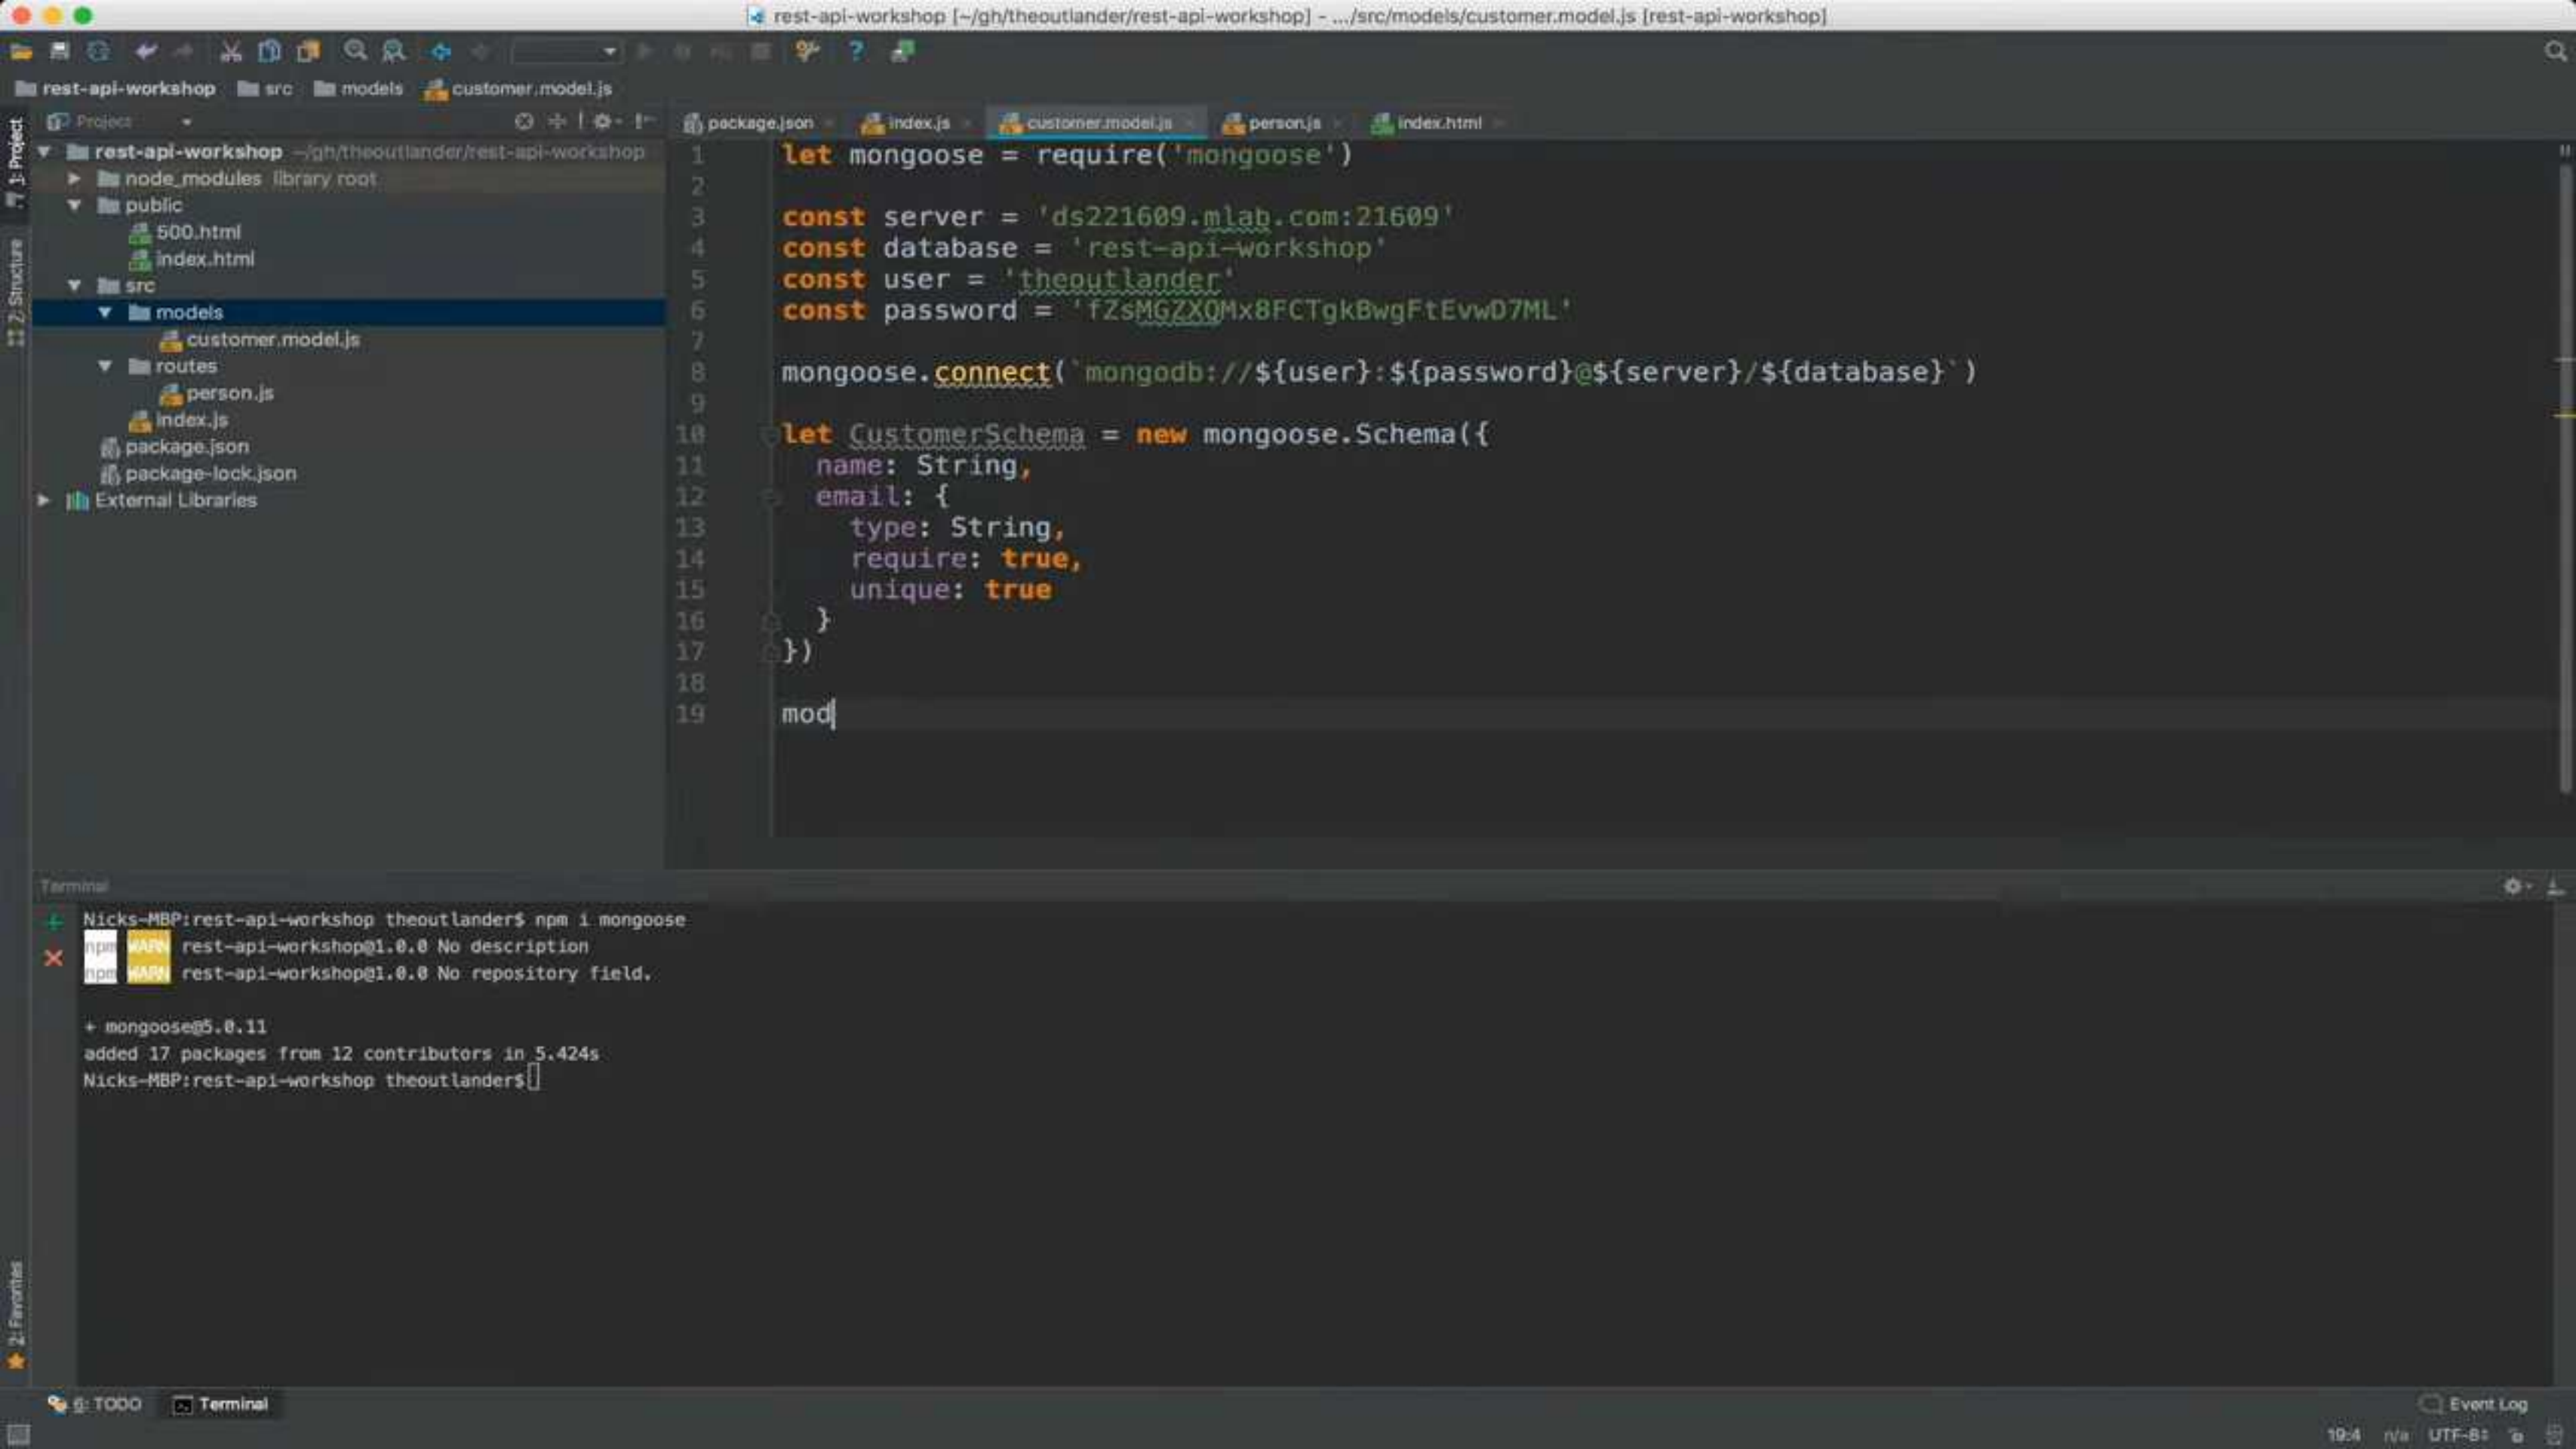 rest-api-workshop [~/gh/theoutlander/rest-api-workshop] - .../src/models/customer.model.js [rest-api-workshop]
rest-api-workshop src models customer.model.js
Project
package.json index.js customer.model.js person.js index.html
1: Project
Z: Structure
2: Favorites
rest-api-workshop ~/gh/theoutlander/rest-api-workshop
node_modules library root
public
500.html
index.html
src
models
customer.model.js
routes
person.js
index.js
package.json
package-lock.json
External Libraries
1 let mongoose = require('mongoose')
2
3 const server = 'ds221609.mlab.com:21609'
4 const database = 'rest-api-workshop'
5 const user = 'theoutlander'
6 const password = 'fZsMGZXQMx8FCTgkBwgFtEvwD7ML'
7
8 mongoose.connect(`mongodb://${user}:${password}@${server}/${database}`)
9
10 let CustomerSchema = new mongoose.Schema({
11 name: String,
12 email: {
13 type: String,
14 require: true,
15 unique: true
16 }
17 })
18
19 mod
Terminal
Nicks-MBP:rest-api-workshop theoutlander$ npm i mongoose
npm WARN rest-api-workshop@1.0.0 No description
npm WARN rest-api-workshop@1.0.0 No repository field.
+ mongoose@5.0.11
added 17 packages from 12 contributors in 5.424s
Nicks-MBP:rest-api-workshop theoutlander$
6: TODO Terminal Event Log
19:4 n/a UTF-8